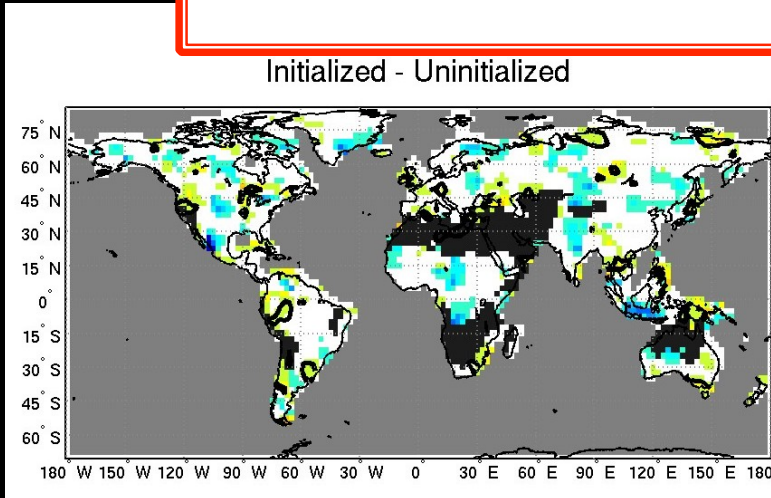 Initialized - Uninitialized
75° N
60° N
45° N
30° N
15° N
0°
15° S
30° S
45° S
60° S
180° W 150° W 120° W 90° W 60° W 30° W 0° 30° E 60° E 90° E 120° E 150° E 180°